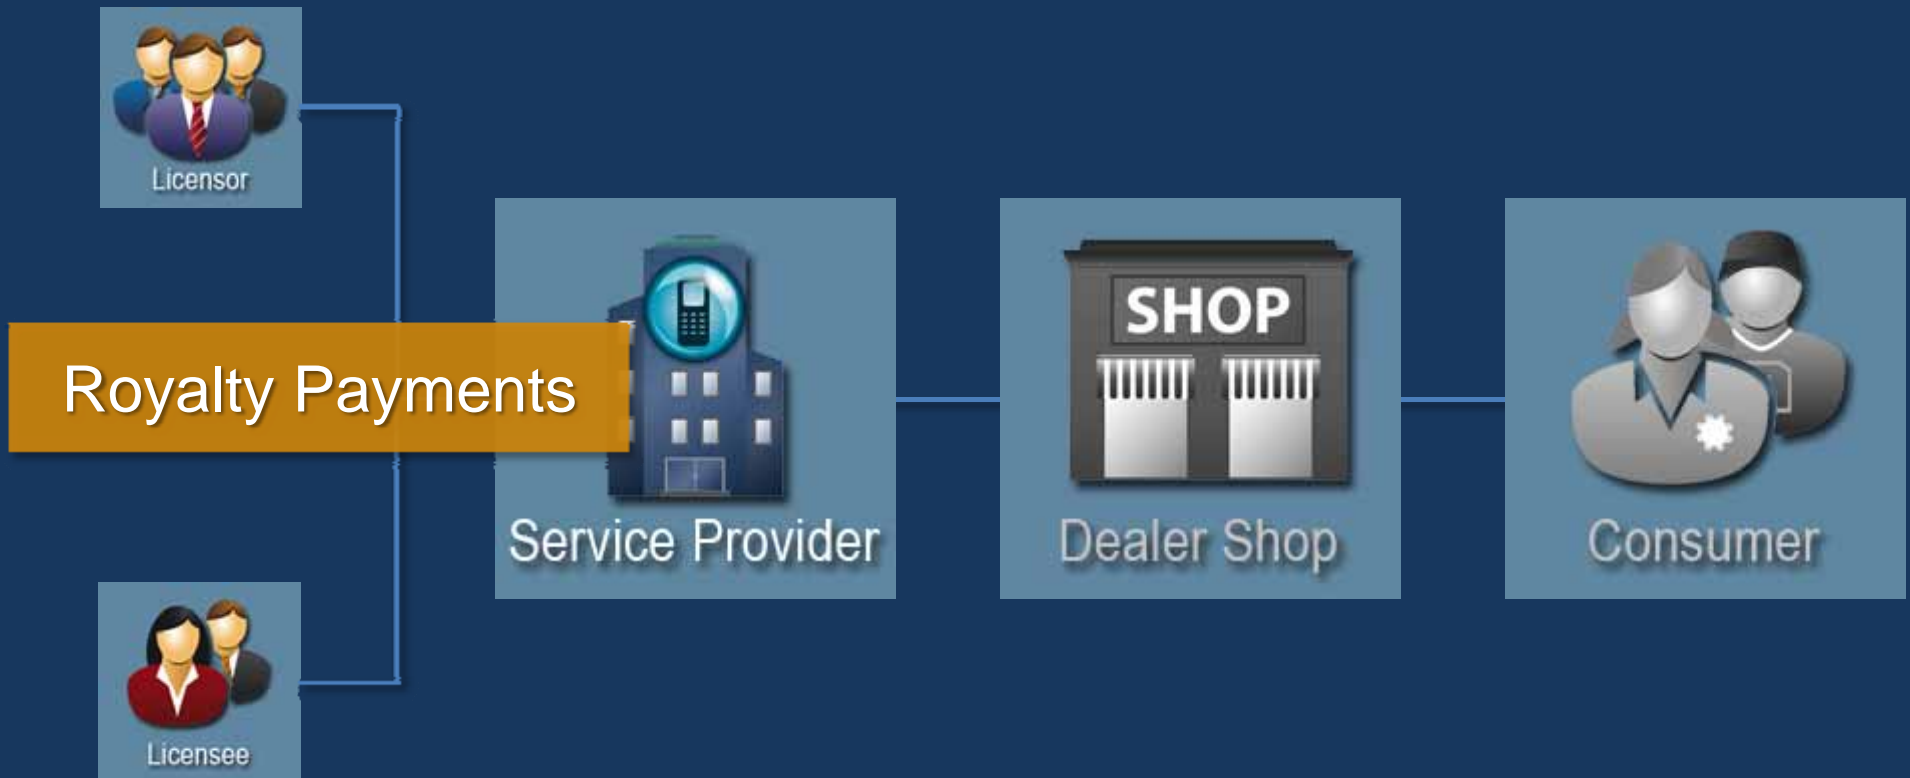 Licensor
Royalty Payments
Service Provider
SHOP
Dealer Shop
Consumer
Licensee